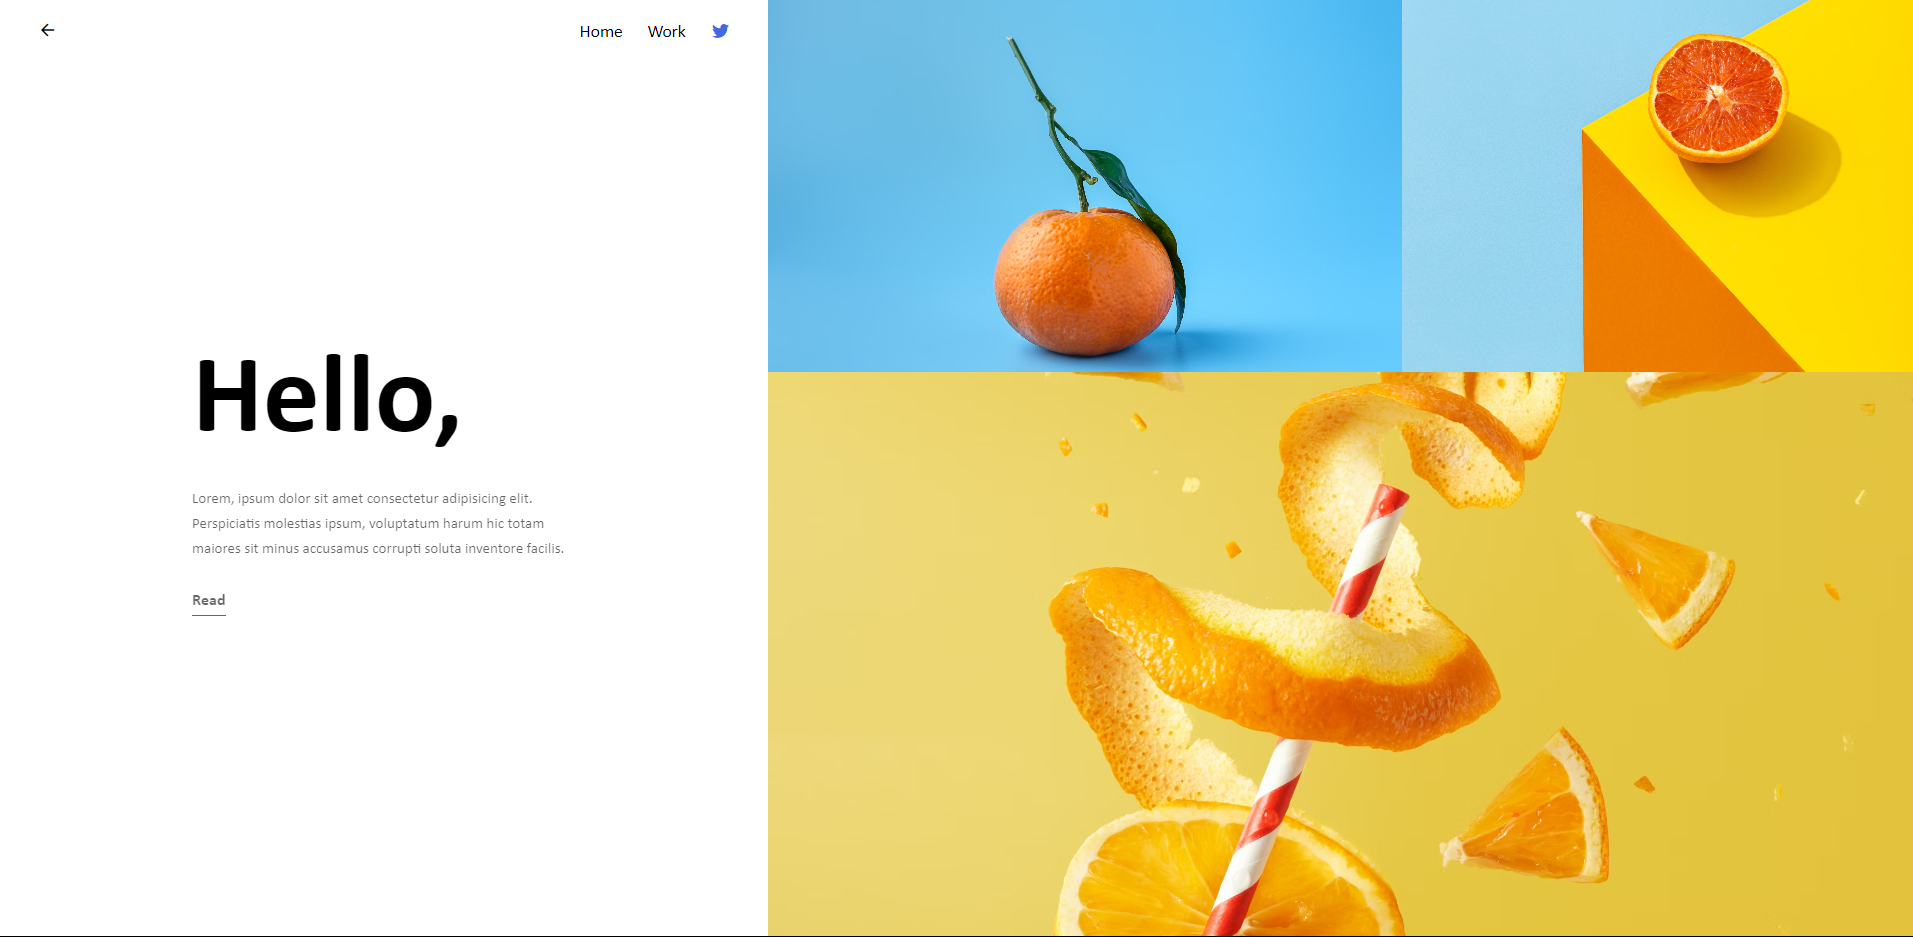 Home Work
Hello,
Lorem, ipsum dolor sit amet consectetur adipisicing elit.
Perspiciatis molestias ipsum, voluptatum harum hic totam
maiores sit minus accusamus corrupti soluta inventore facilis.
Read